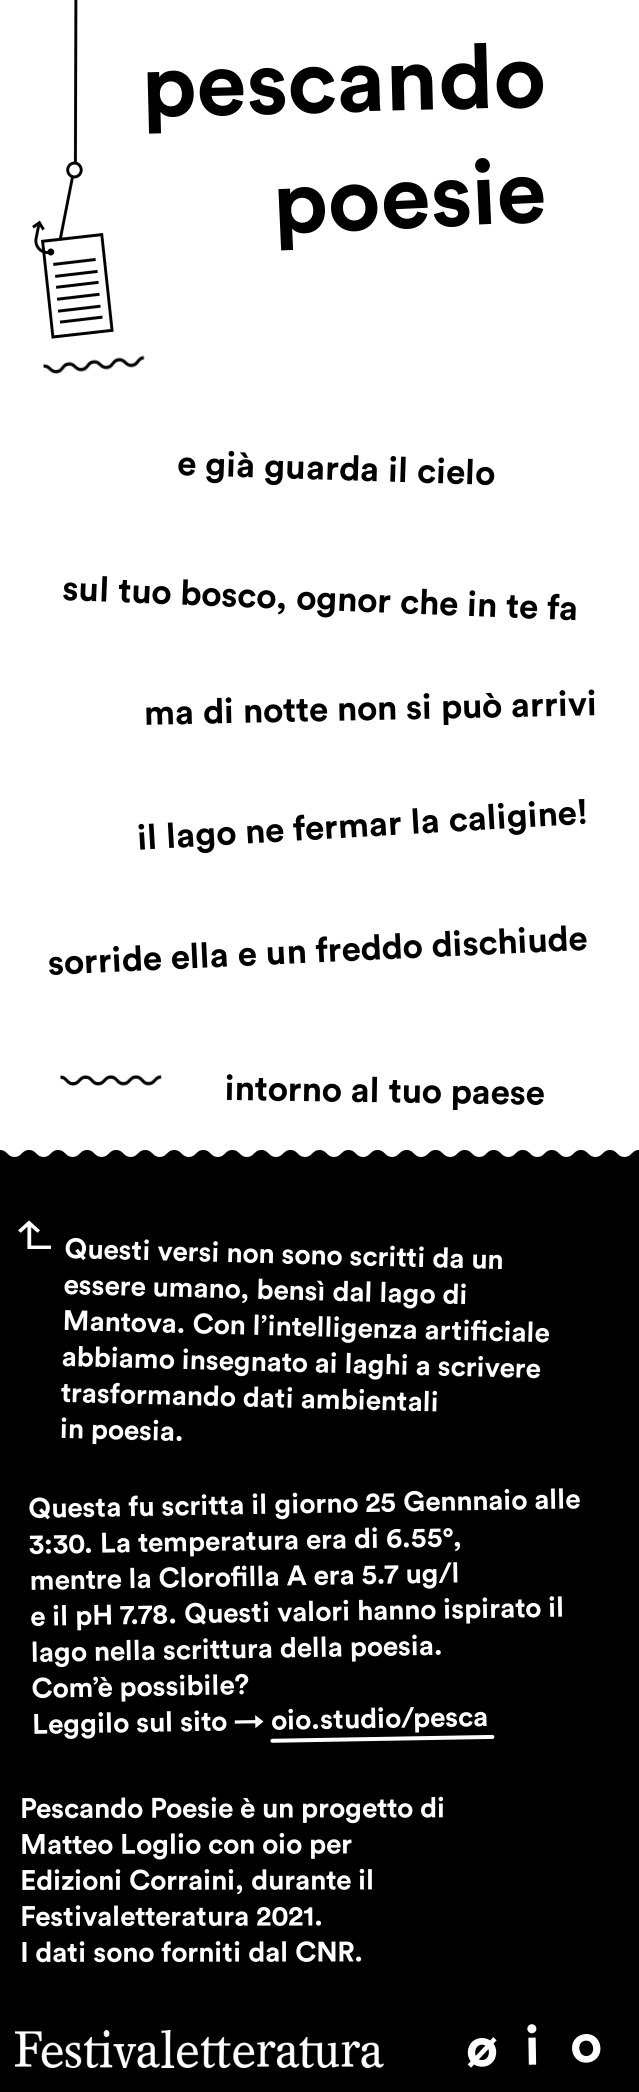 pescando
poesie
e già guarda il cielo
sul tuo bosco, ognor che in te fa
ma di notte non si può arrivi
il lago ne fermar la caligine!
sorride ella e un freddo dischiude
intorno al tuo paese
Questi versi non sono scritti da un
essere umano, bensì dal lago di
Mantova. Con l’intelligenza artificiale
abbiamo insegnato ai laghi a scrivere
trasformando dati ambientali
in poesia.
Questa fu scritta il giorno 25 Gennnaio alle
3:30. La temperatura era di 6.55°,
mentre la Clorofilla A era 5.7 ug/l
e il pH 7.78. Questi valori hanno ispirato il
lago nella scrittura della poesia.
Com’è possibile?
Leggilo sul sito → oio.studio/pesca
Pescando Poesie è un progetto di
Matteo Loglio con oio per
Edizioni Corraini, durante il
Festivaletteratura 2021.
I dati sono forniti dal CNR.
Festivaletteratura ø i o